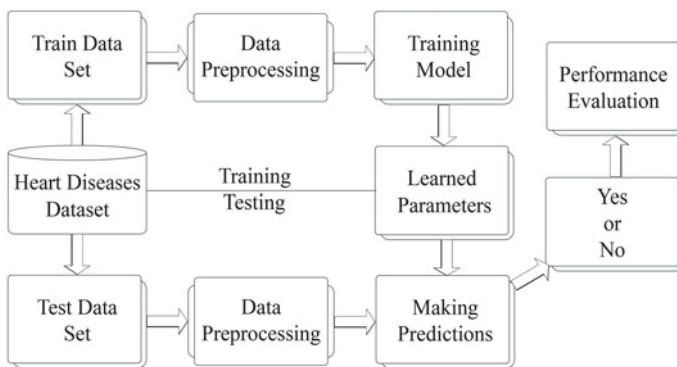 Train Data
Set
Data
Preprocessing
Training
Model
Performance
Evaluation
Heart Diseases
Dataset
Training
Testing
Learned
Parameters
Yes
or
No
Test Data
Set
Data
Preprocessing
Making
Predictions